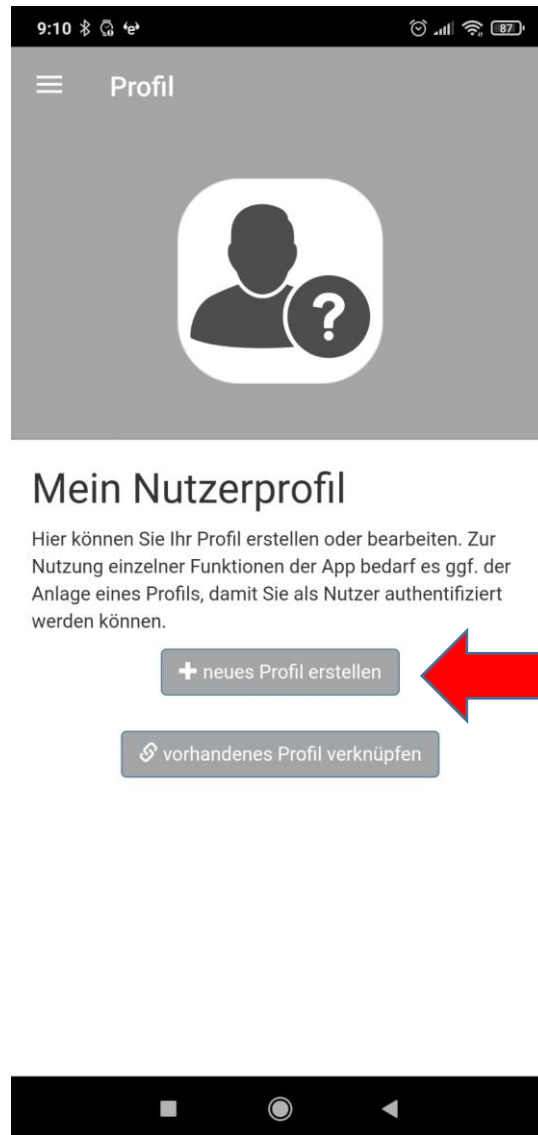 9:10
87
Profil
?
Mein Nutzerprofil
Hier können Sie Ihr Profil erstellen oder bearbeiten. Zur
Nutzung einzelner Funktionen der App bedarf es ggf. der
Anlage eines Profils, damit Sie als Nutzer authentifiziert
werden können.
neues Profil erstellen
vorhandenes Profil verknüpfen